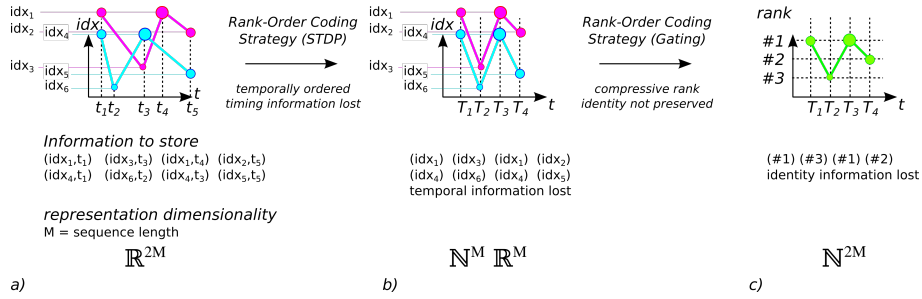 idx₁
idx₂
idx₄
idx₃
idx₅
idx₆
idx
t
t₁ t₂ t₃ t₄ t₅
Rank-Order Coding
Strategy (STDP)
temporally ordered
timing information lost
idx₁
idx₂
idx₄
idx₃
idx₅
idx₆
idx
t
T₁ T₂ T₃ T₄
Rank-Order Coding
Strategy (Gating)
compressive rank
identity not preserved
rank
#1
#2
#3
t
T₁ T₂ T₃ T₄
Information to store
(idx₁,t₁) (idx₃,t₃) (idx₁,t₄) (idx₂,t₅)
(idx₄,t₁) (idx₆,t₂) (idx₄,t₃) (idx₅,t₅)
(idx₁) (idx₃) (idx₁) (idx₂)
(idx₄) (idx₆) (idx₄) (idx₅)
temporal information lost
(#1) (#3) (#1) (#2)
identity information lost
representation dimensionality
M = sequence length
ℝ²ᴹ
ℕᴹ ℝᴹ
ℕ²ᴹ
a)
b)
c)